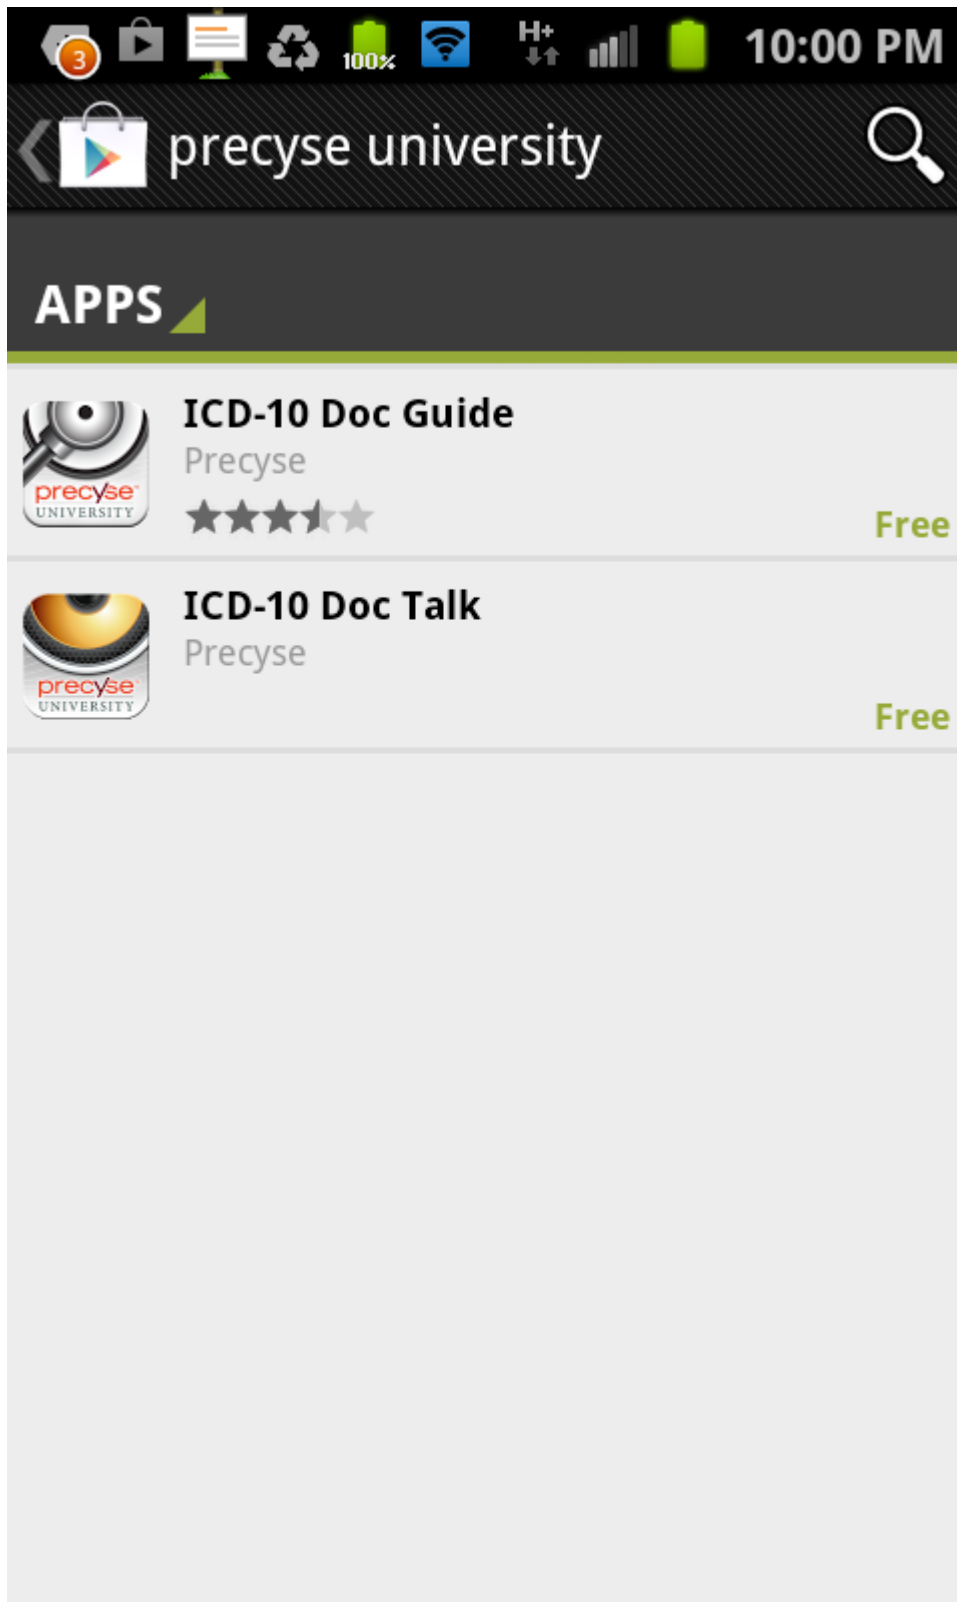 3
100%
H+
10:00 PM
precyse university
APPS
ICD-10 Doc Guide
Precyse
precyse
UNIVERSITY
Free
ICD-10 Doc Talk
Precyse
precyse
UNIVERSITY
Free